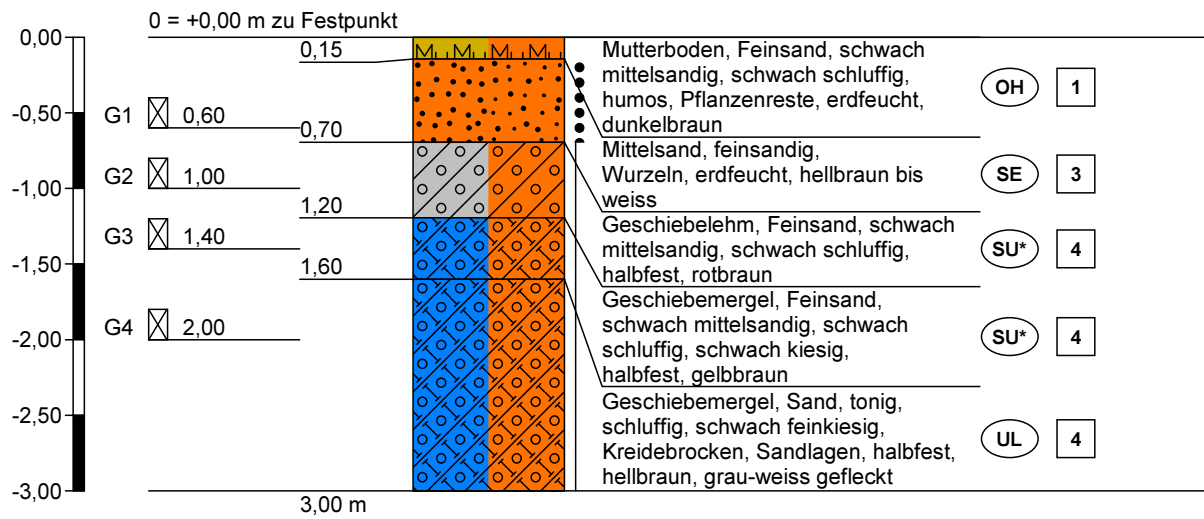 0 = +0,00 m zu Festpunkt
0,00
-0,50
-1,00
-1,50
-2,00
-2,50
-3,00
G1 0,60
G2 1,00
G3 1,40
G4 2,00
0,15
0,70
1,20
1,60
3,00 m
M M M M
Mutterboden, Feinsand, schwach
mittelsandig, schwach schluffig,
humos, Pflanzenreste, erdfeucht,
dunkelbraun
OH 1
Mittelsand, feinsandig,
Wurzeln, erdfeucht, hellbraun bis
weiss
SE 3
Geschiebelehm, Feinsand, schwach
mittelsandig, schwach schluffig,
halbfest, rotbraun
SU* 4
Geschiebemergel, Feinsand,
schwach mittelsandig, schwach
schluffig, schwach kiesig,
halbfest, gelbbraun
SU* 4
Geschiebemergel, Sand, tonig,
schluffig, schwach feinkiesig,
Kreidebrocken, Sandlagen, halbfest,
hellbraun, grau-weiss gefleckt
UL 4